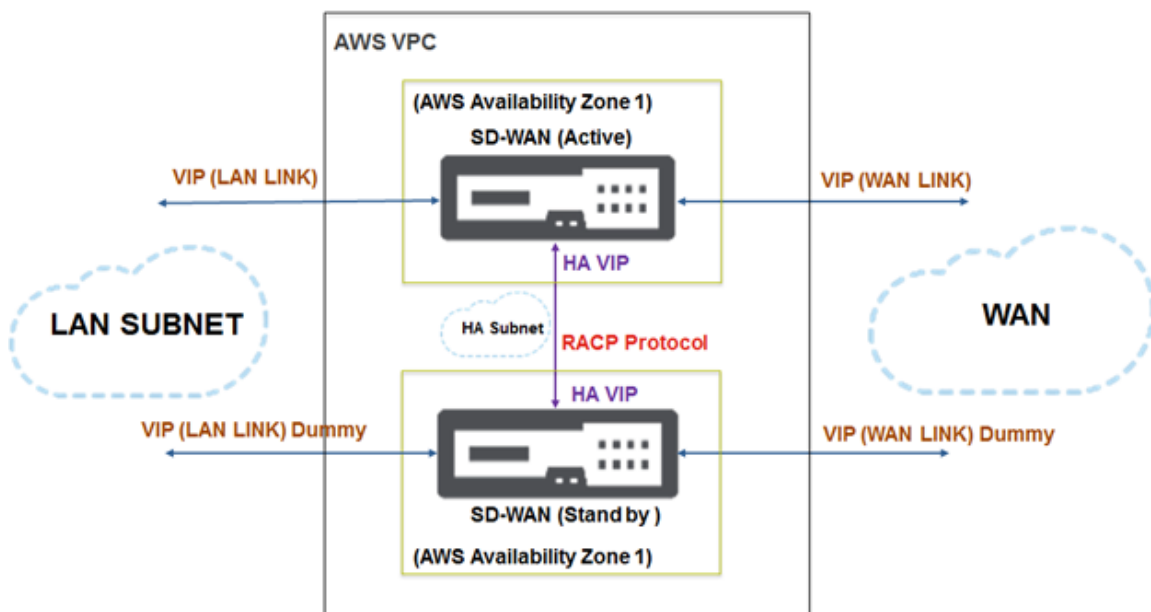 AWS VPC
(AWS Availability Zone 1)
SD-WAN (Active)
VIP (LAN LINK)
VIP (WAN LINK)
HA VIP
LAN SUBNET
HA Subnet
WAN
RACP Protocol
HA VIP
VIP (LAN LINK) Dummy
VIP (WAN LINK) Dummy
SD-WAN (Stand by )
(AWS Availability Zone 1)